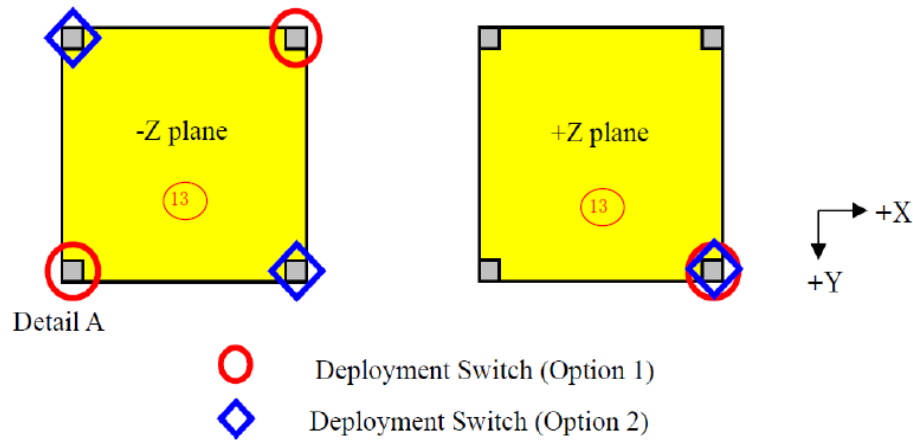 -Z plane
13
+Z plane
13
+X
+Y
Detail A
Deployment Switch (Option 1)
Deployment Switch (Option 2)